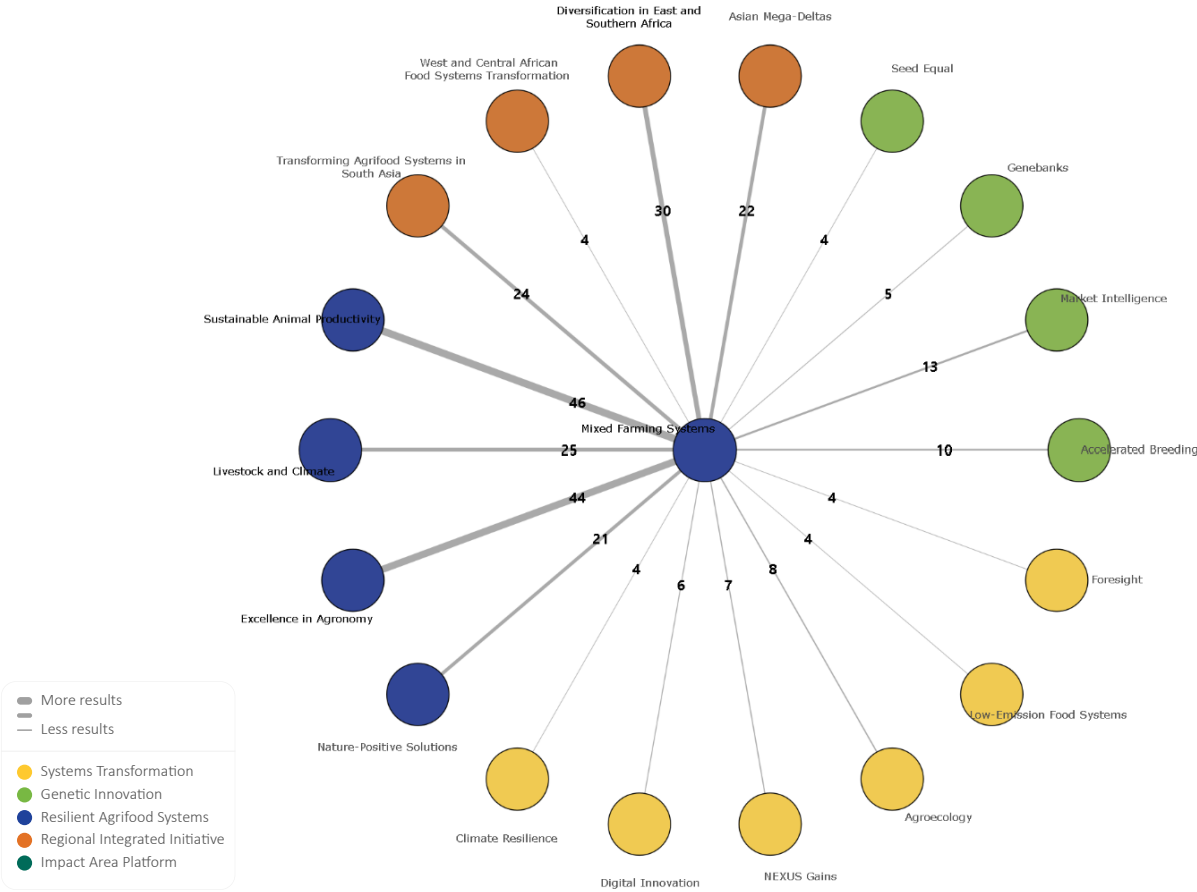 Diversification in East and
Southern Africa
Asian Mega-Deltas
West and Central African
Food Systems Transformation
Seed Equal
Transforming Agrifood Systems in
South Asia
Genebanks
30
22
4
4
24
5
Market Intelligence
Sustainable Animal Productivity
13
46
Mixed Farming Systems
25
10
Accelerated Breeding
Livestock and Climate
44
4
21
4
4
8
6
7
Foresight
Excellence in Agronomy
Low-Emission Food Systems
Nature-Positive Solutions
Agroecology
Climate Resilience
NEXUS Gains
Digital Innovation
More results
Less results
Systems Transformation
Genetic Innovation
Resilient Agrifood Systems
Regional Integrated Initiative
Impact Area Platform